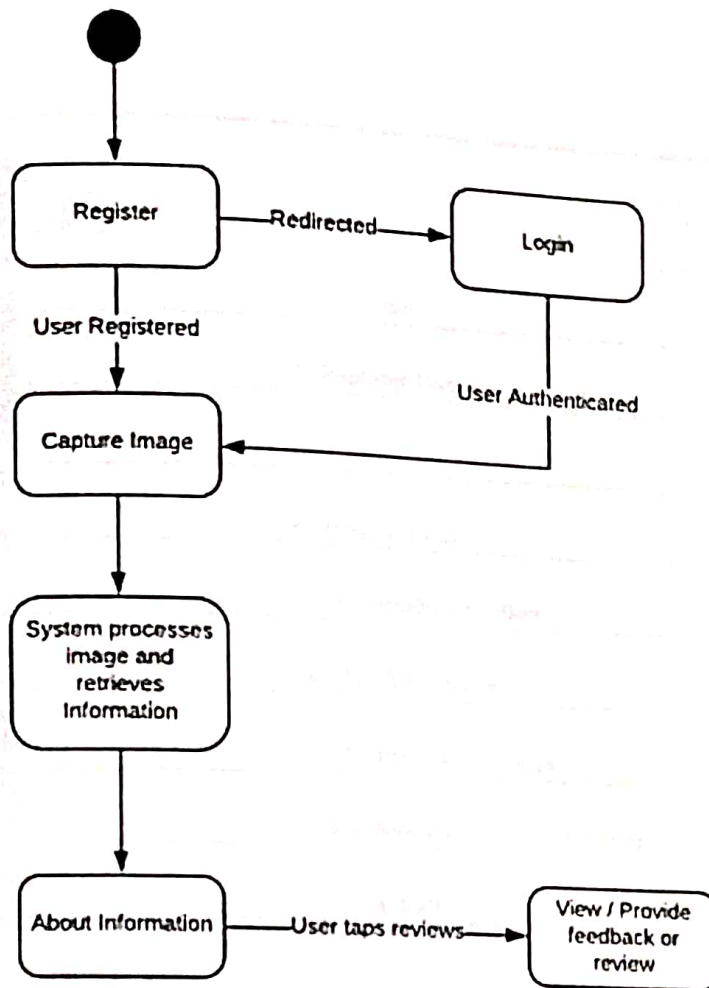 Register
Redirected
Login
User Registered
User Authenticated
Capture Image
System processes
image and
retrieves
Information
About Information
User taps reviews
View / Provide
feedback or
review